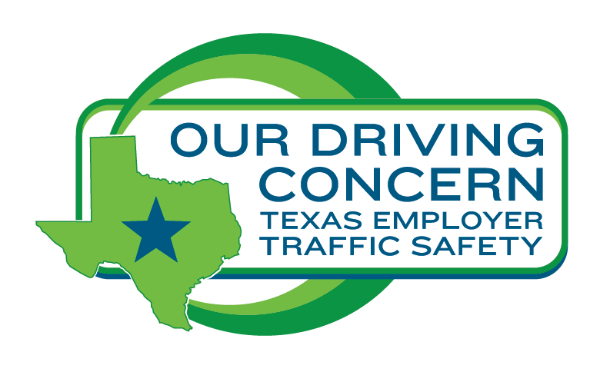 OUR DRIVING
CONCERN
TEXAS EMPLOYER
TRAFFIC SAFETY